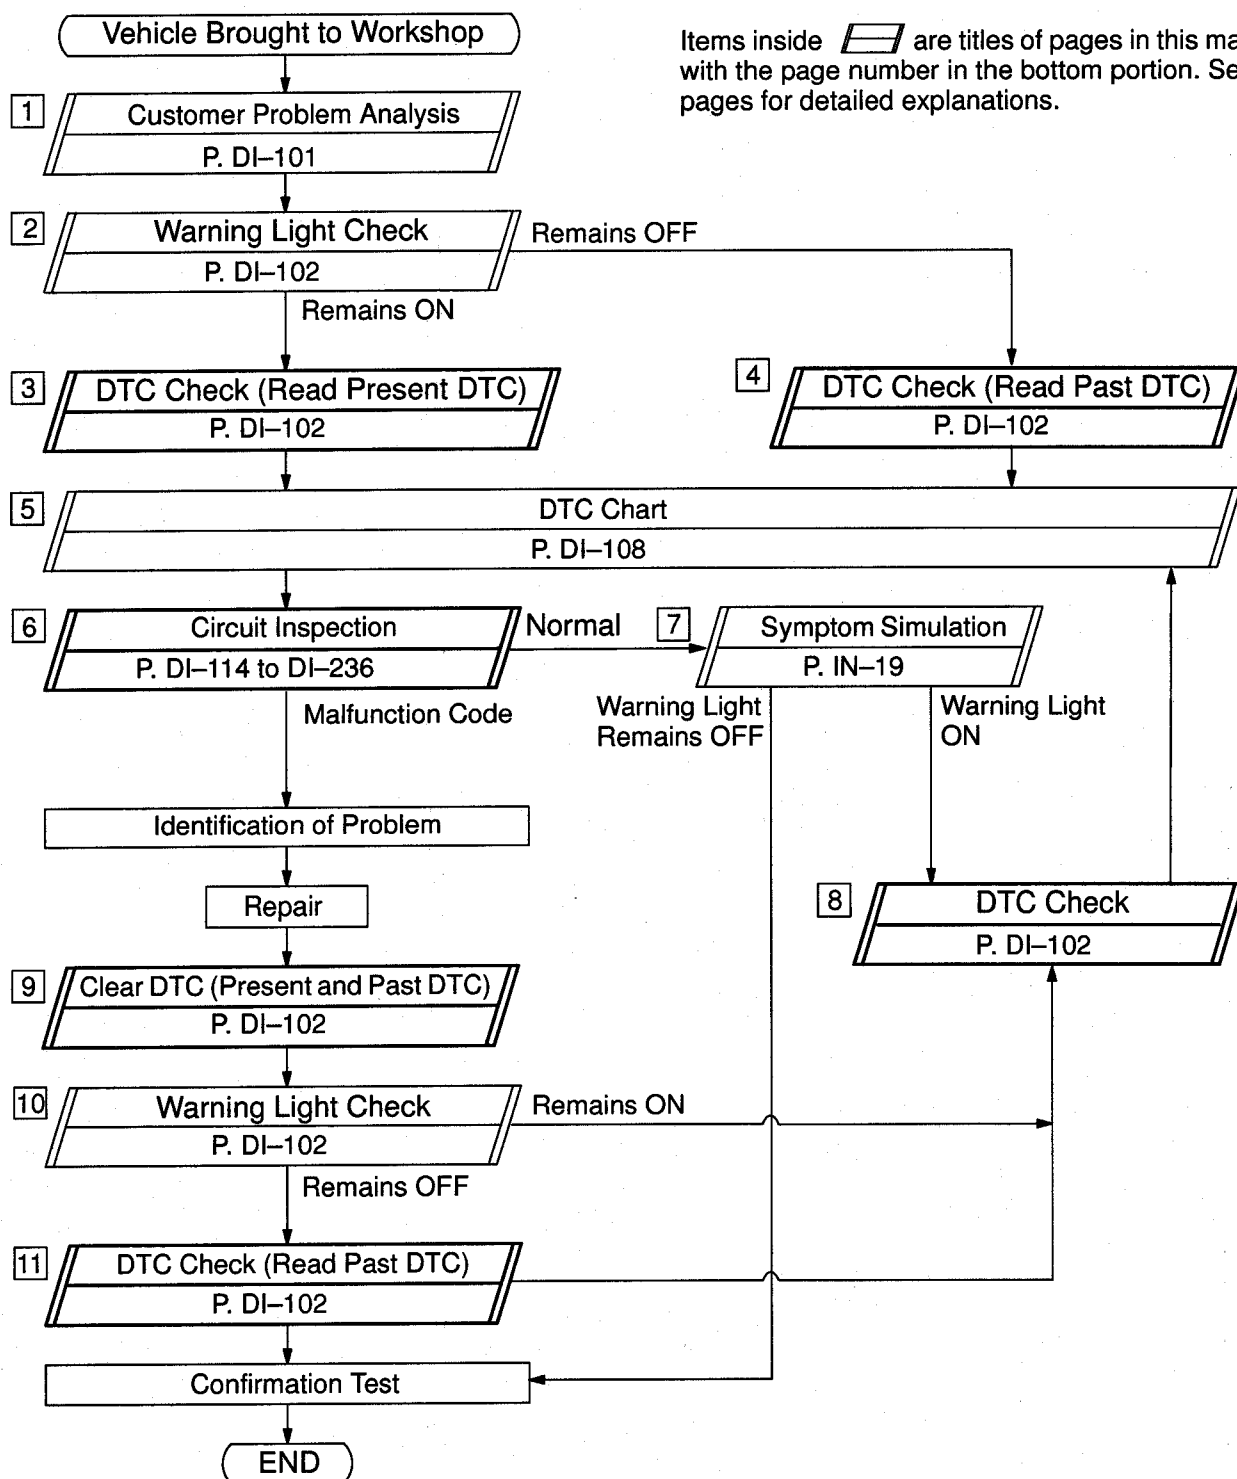 Vehicle Brought to Workshop
Items inside are titles of pages in this
with the page number in the bottom portion.
pages for detailed explanations.
1
Customer Problem Analysis
P. DI–101
2
Warning Light Check
P. DI–102
Remains OFF
Remains ON
3
DTC Check (Read Present DTC)
P. DI–102
4
DTC Check (Read Past DTC)
P. DI–102
5
DTC Chart
P. DI–108
6
Circuit Inspection
P. DI–114 to DI–236
Normal
7
Symptom Simulation
P. IN–19
Malfunction Code
Warning Light
Remains OFF
Warning Light
ON
Identification of Problem
Repair
8
DTC Check
P. DI–102
9
Clear DTC (Present and Past DTC)
P. DI–102
10
Warning Light Check
P. DI–102
Remains ON
Remains OFF
11
DTC Check (Read Past DTC)
P. DI–102
Confirmation Test
END